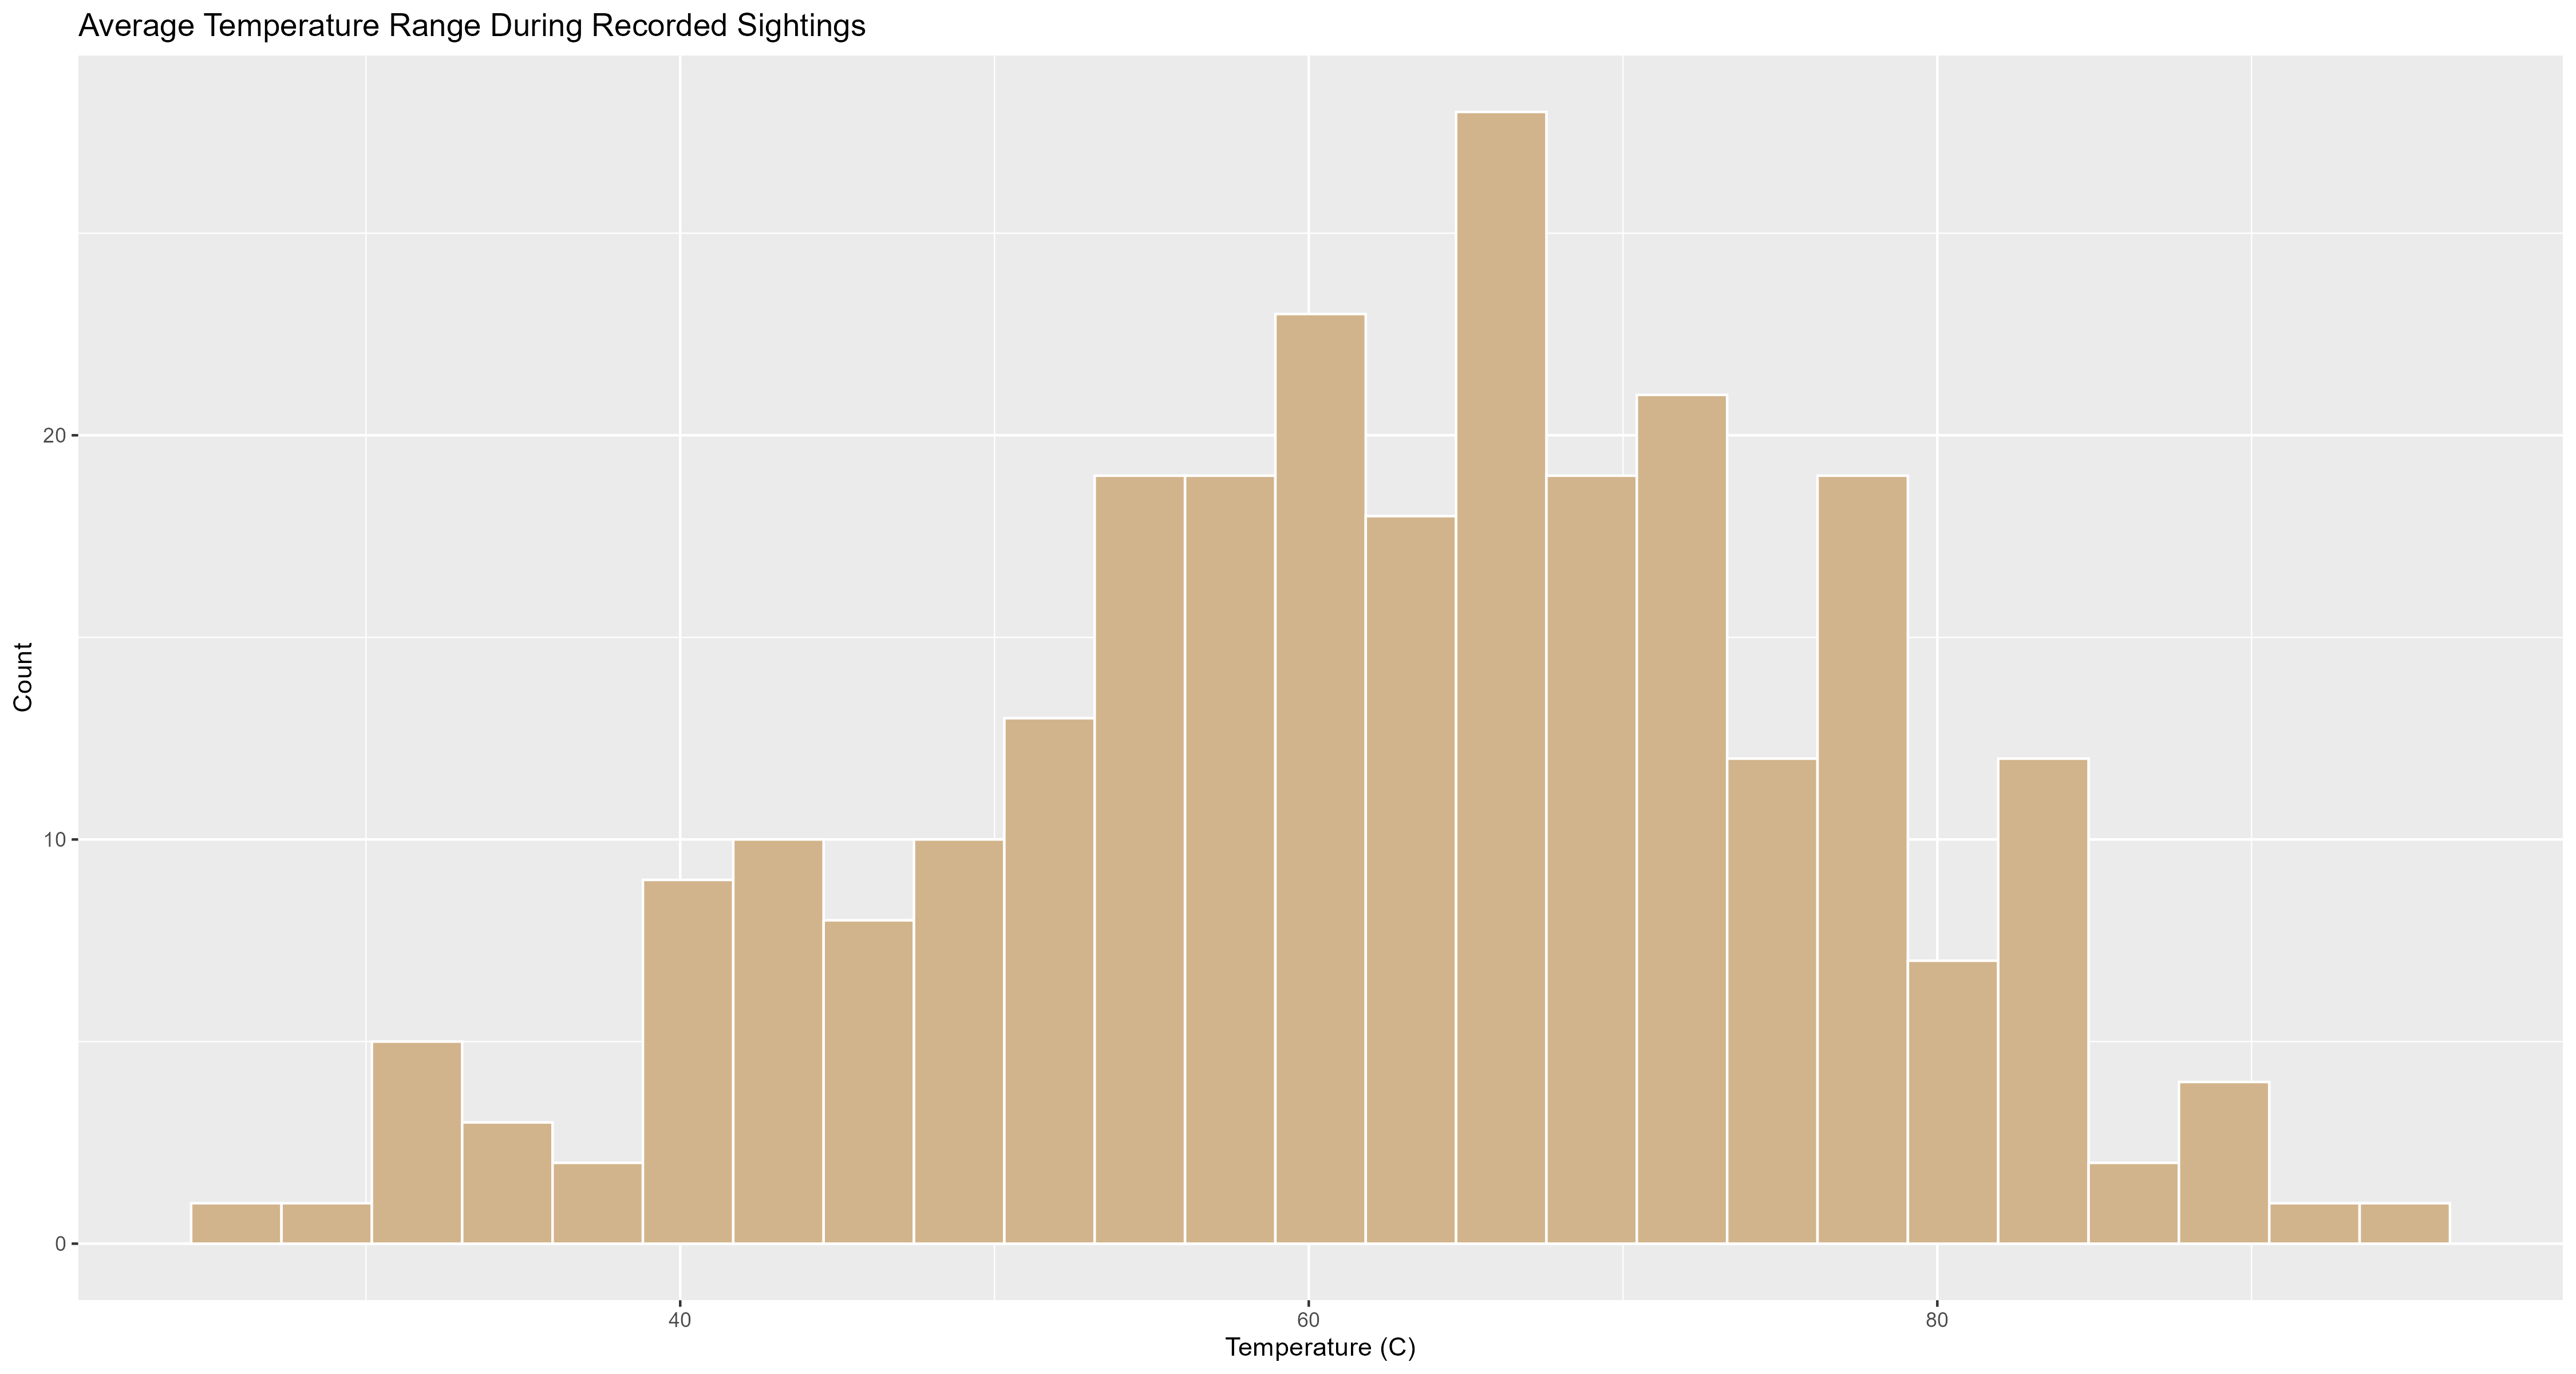 Average Temperature Range During Recorded Sightings
Count
20
10
0
40 60 80
Temperature (C)